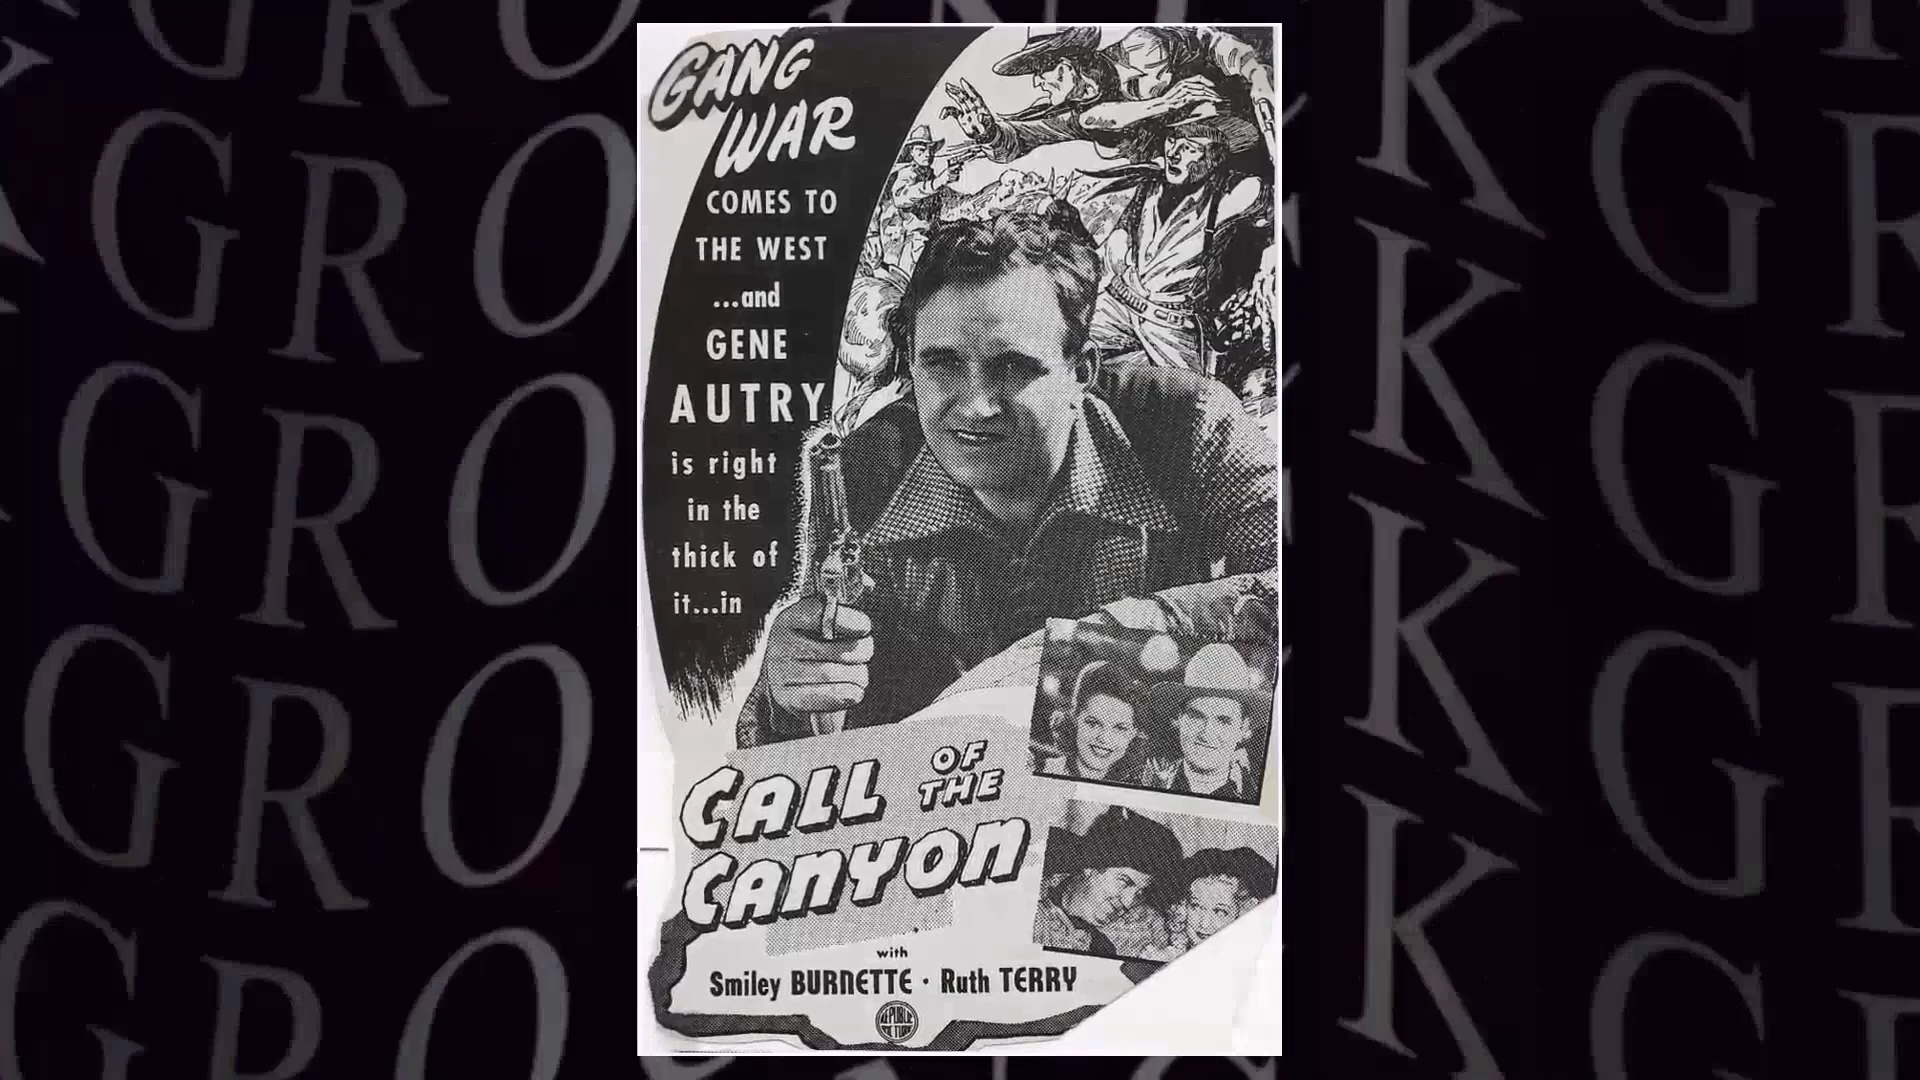 GANG
WAR
COMES TO
THE WEST
...and
GENE
AUTRY
is right
in the
thick of
it...in
CALL OF THE
CANYON
with
Smiley BURNETTE · Ruth TERRY